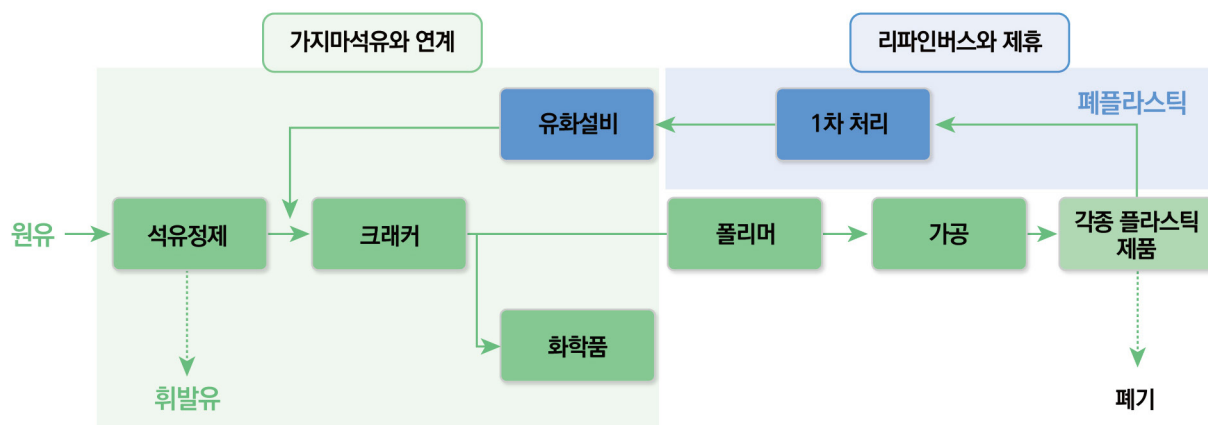 가지마석유와 연계
리파인버스와 제휴
폐플라스틱
유화설비
1차 처리
원유
석유정제
크래커
폴리머
가공
각종 플라스틱
제품
화학품
휘발유
폐기